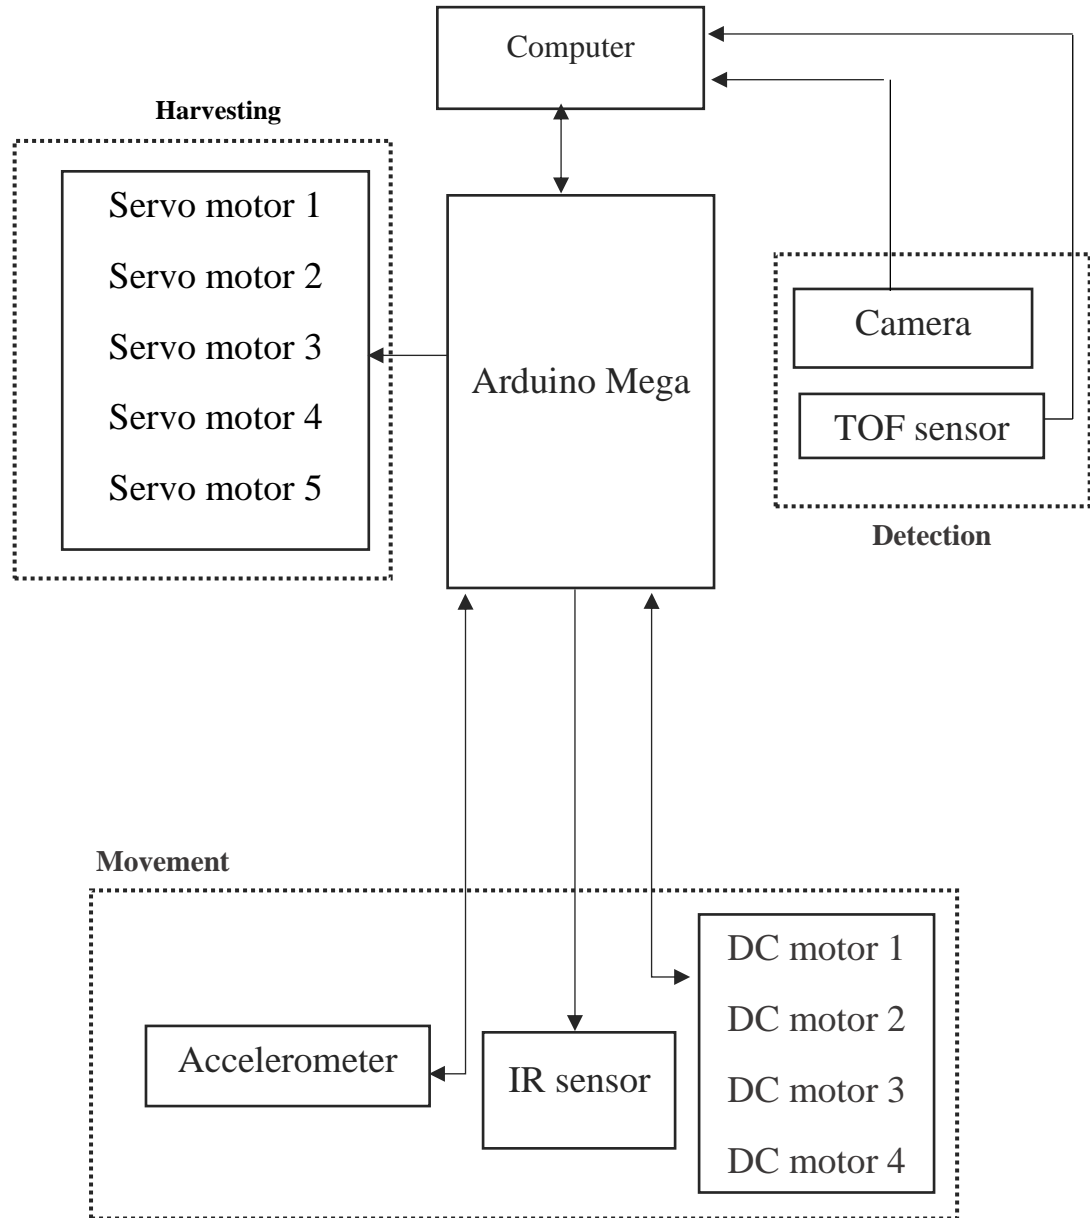 Computer
Harvesting
Servo motor 1
Servo motor 2
Servo motor 3
Servo motor 4
Servo motor 5
Arduino Mega
Camera
TOF sensor
Detection
Movement
Accelerometer
IR sensor
DC motor 1
DC motor 2
DC motor 3
DC motor 4